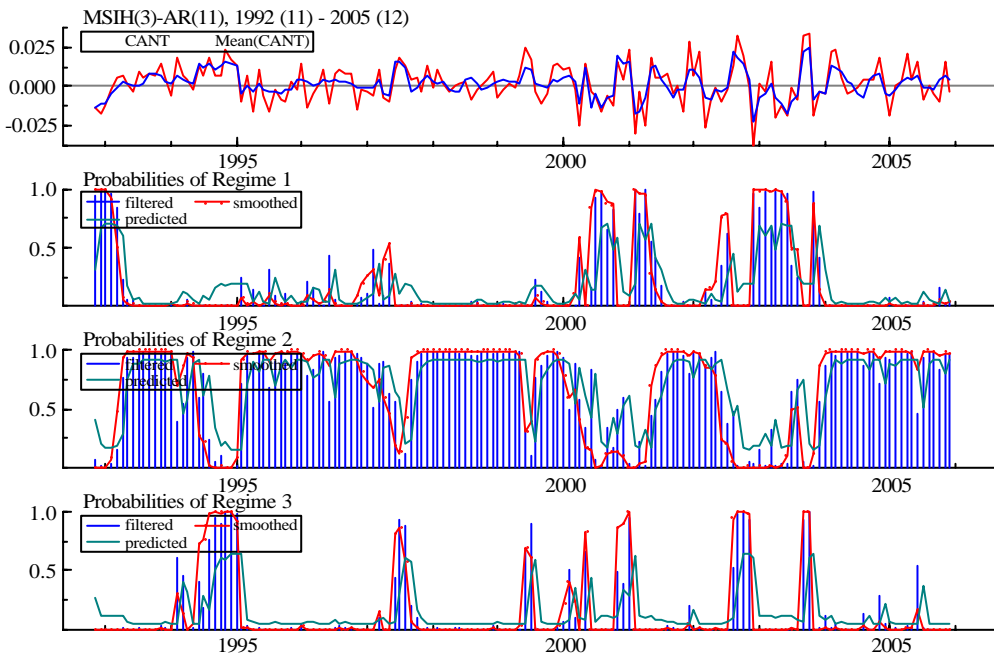 MSIH(3)-AR(11), 1992 (11) - 2005 (12)
CANT Mean(CANT)
0.025
0.000
-0.025
1995 2000 2005
Probabilities of Regime 1
1.0
filtered smoothed
predicted
0.5
1995 2000 2005
Probabilities of Regime 2
1.0
filtered smoothed
predicted
0.5
1995 2000 2005
Probabilities of Regime 3
1.0
filtered smoothed
predicted
0.5
1995 2000 2005